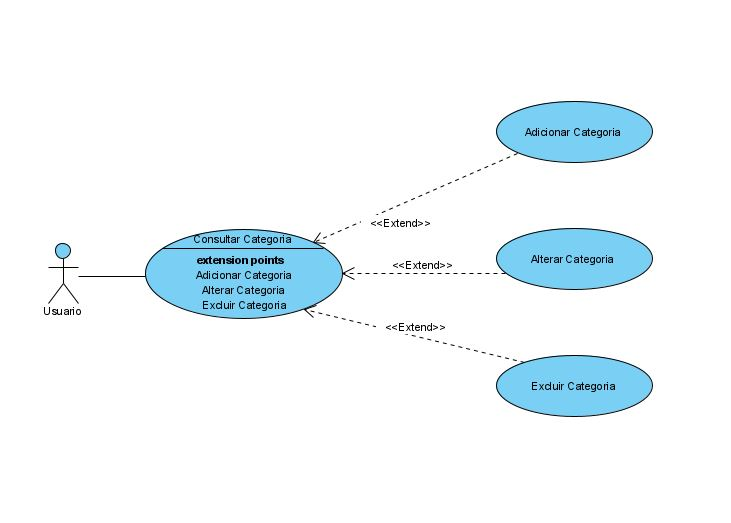 Adicionar Categoria
<<Extend>>
Consultar Categoria
extension points
Adicionar Categoria
Alterar Categoria
Excluir Categoria
<<Extend>>
Alterar Categoria
Usuario
<<Extend>>
Excluir Categoria